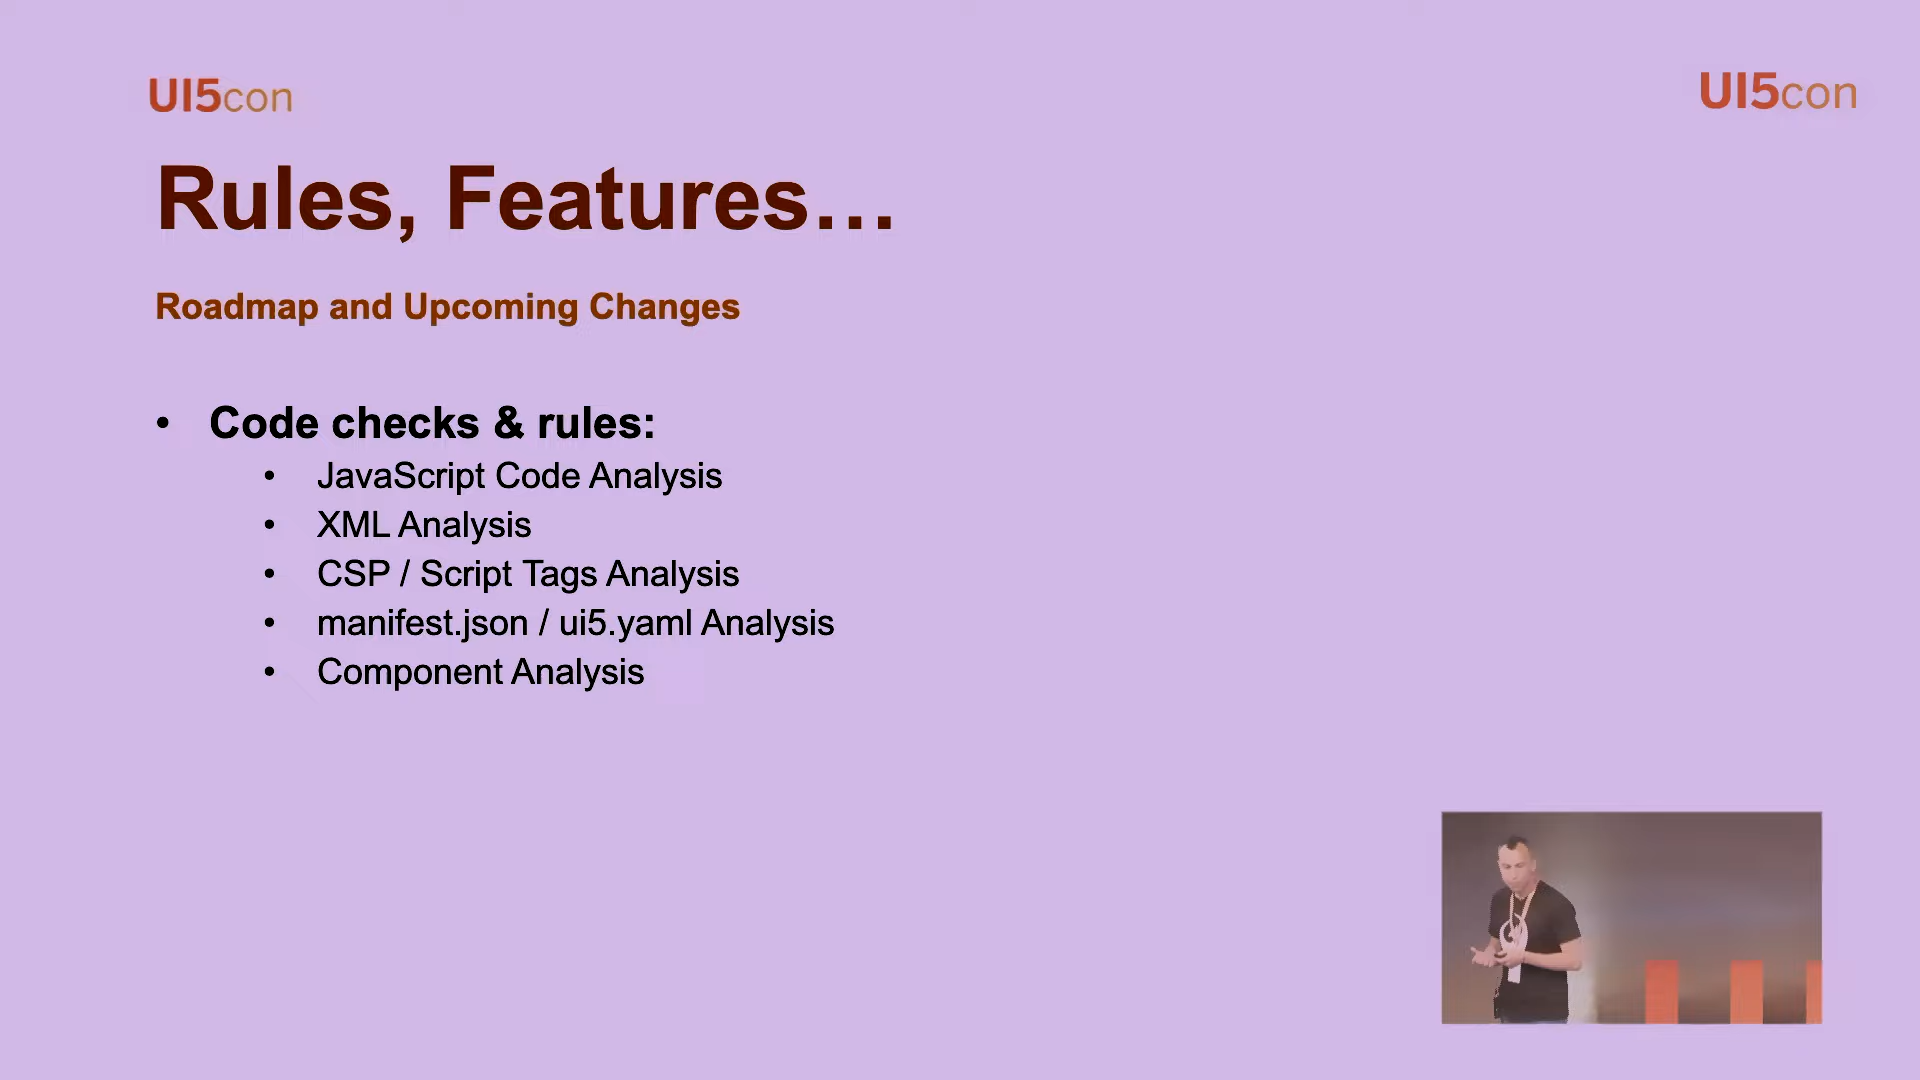 UI5con
UI5con
Rules, Features…
Roadmap and Upcoming Changes
• Code checks & rules:
• JavaScript Code Analysis
• XML Analysis
• CSP / Script Tags Analysis
• manifest.json / ui5.yaml Analysis
• Component Analysis